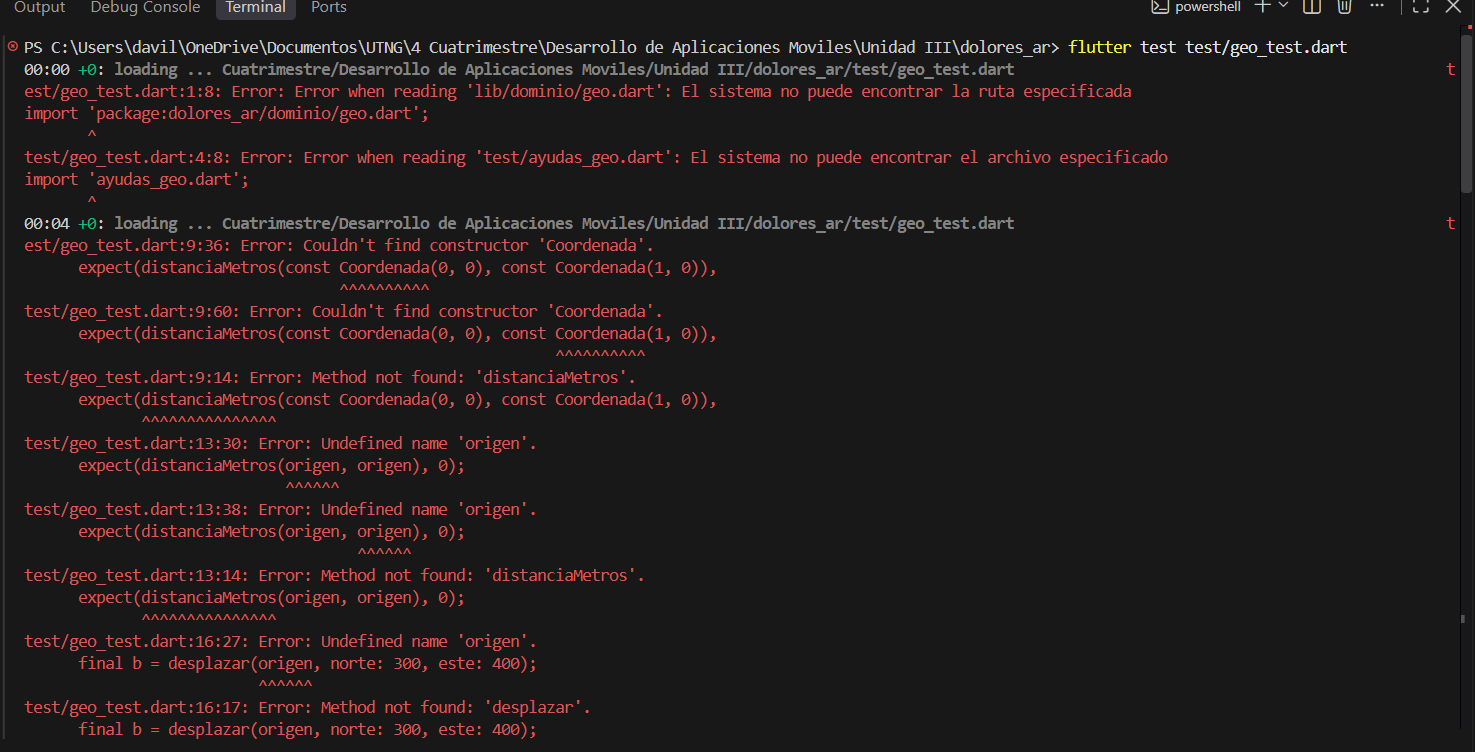 Output Debug Console Terminal Ports powershell
PS C:\Users\davil\OneDrive\Documentos\UTNG\4 Cuatrimestre\Desarrollo de Aplicaciones Moviles\Unidad III\dolores_ar> flutter test test/geo_test.dart
00:00 +0: loading ... Cuatrimestre/Desarrollo de Aplicaciones Moviles/Unidad III/dolores_ar/test/geo_test.dart t
est/geo_test.dart:1:8: Error: Error when reading 'lib/dominio/geo.dart': El sistema no puede encontrar la ruta especificada
import 'package:dolores_ar/dominio/geo.dart';
       ^
test/geo_test.dart:4:8: Error: Error when reading 'test/ayudas_geo.dart': El sistema no puede encontrar el archivo especificado
import 'ayudas_geo.dart';
       ^
00:04 +0: loading ... Cuatrimestre/Desarrollo de Aplicaciones Moviles/Unidad III/dolores_ar/test/geo_test.dart t
est/geo_test.dart:9:36: Error: Couldn't find constructor 'Coordenada'.
      expect(distanciaMetros(const Coordenada(0, 0), const Coordenada(1, 0)),
                                   ^^^^^^^^^^
test/geo_test.dart:9:60: Error: Couldn't find constructor 'Coordenada'.
      expect(distanciaMetros(const Coordenada(0, 0), const Coordenada(1, 0)),
                                                           ^^^^^^^^^^
test/geo_test.dart:9:14: Error: Method not found: 'distanciaMetros'.
      expect(distanciaMetros(const Coordenada(0, 0), const Coordenada(1, 0)),
             ^^^^^^^^^^^^^^^
test/geo_test.dart:13:30: Error: Undefined name 'origen'.
      expect(distanciaMetros(origen, origen), 0);
                             ^^^^^^
test/geo_test.dart:13:38: Error: Undefined name 'origen'.
      expect(distanciaMetros(origen, origen), 0);
                                     ^^^^^^
test/geo_test.dart:13:14: Error: Method not found: 'distanciaMetros'.
      expect(distanciaMetros(origen, origen), 0);
             ^^^^^^^^^^^^^^^
test/geo_test.dart:16:27: Error: Undefined name 'origen'.
      final b = desplazar(origen, norte: 300, este: 400);
                          ^^^^^^
test/geo_test.dart:16:17: Error: Method not found: 'desplazar'.
      final b = desplazar(origen, norte: 300, este: 400);